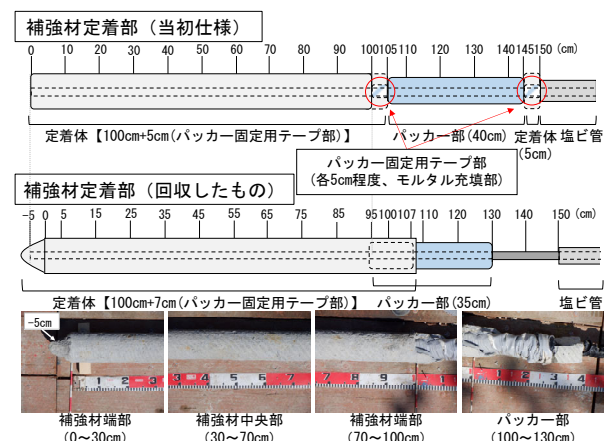 補強材定着部（当初仕様）
0 10 20 30 40 50 60 70 80 90 100 105 110 120 130 140 145 150 (cm)
定着体【100cm+5cm(パッカー固定用テープ部)】
パッカー部(40cm)
定着体
(5cm)
塩ビ管
パッカー固定用テープ部
(各5cm程度、モルタル充填部)
補強材定着部（回収したもの）
-5 0 5 15 25 35 45 55 65 75 85 95 100 107 110 120 130 150 (cm)
定着体【100cm+7cm(パッカー固定用テープ部)】
パッカー部(35cm)
塩ビ管
-5cm
補強材端部
(0～30cm)
補強材中央部
(30～70cm)
補強材端部
(70～100cm)
パッカー部
(100～130cm)